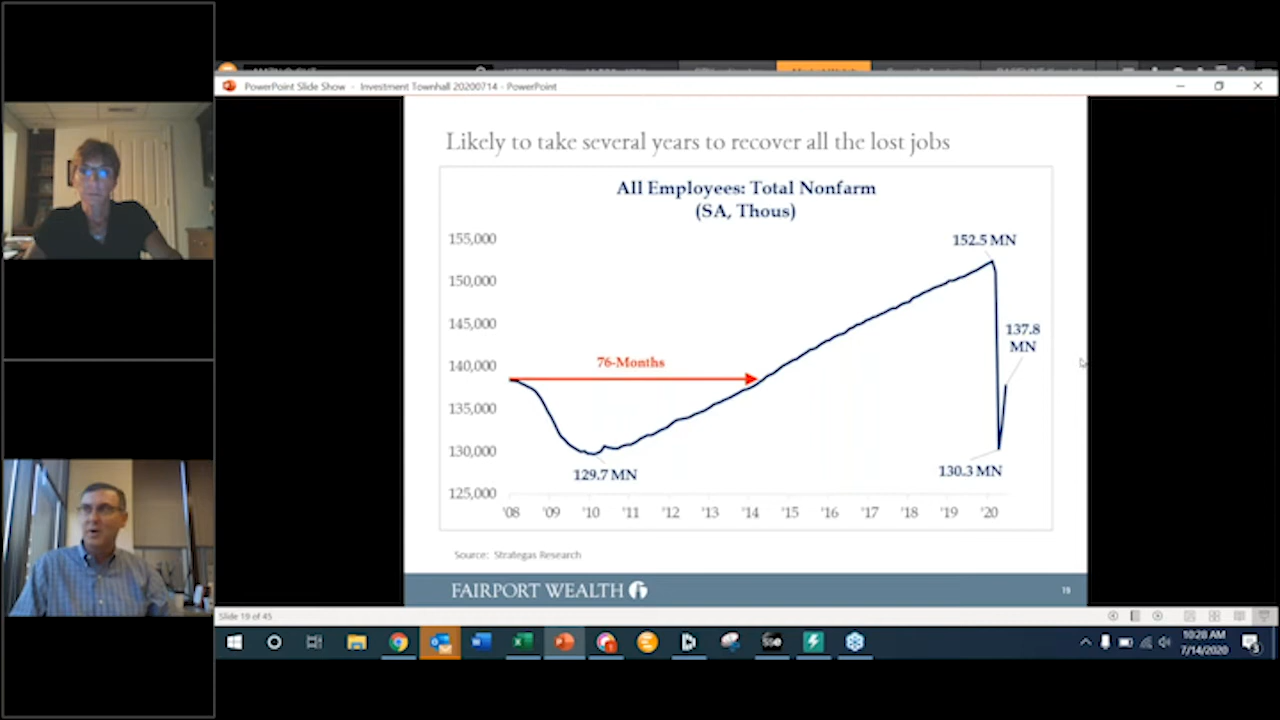 PowerPoint Slide Show - Investment Townhall 20200714 - PowerPoint
Likely to take several years to recover all the lost jobs
All Employees: Total Nonfarm
(SA, Thous)
155,000
150,000
145,000
140,000
135,000
130,000
125,000
152.5 MN
137.8
MN
76-Months
129.7 MN
130.3 MN
'08 '09 '10 '11 '12 '13 '14 '15 '16 '17 '18 '19 '20
Source: Strategas Research
FAIRPORT WEALTH
19
Slide 19 of 45
10:28 AM
7/14/2020